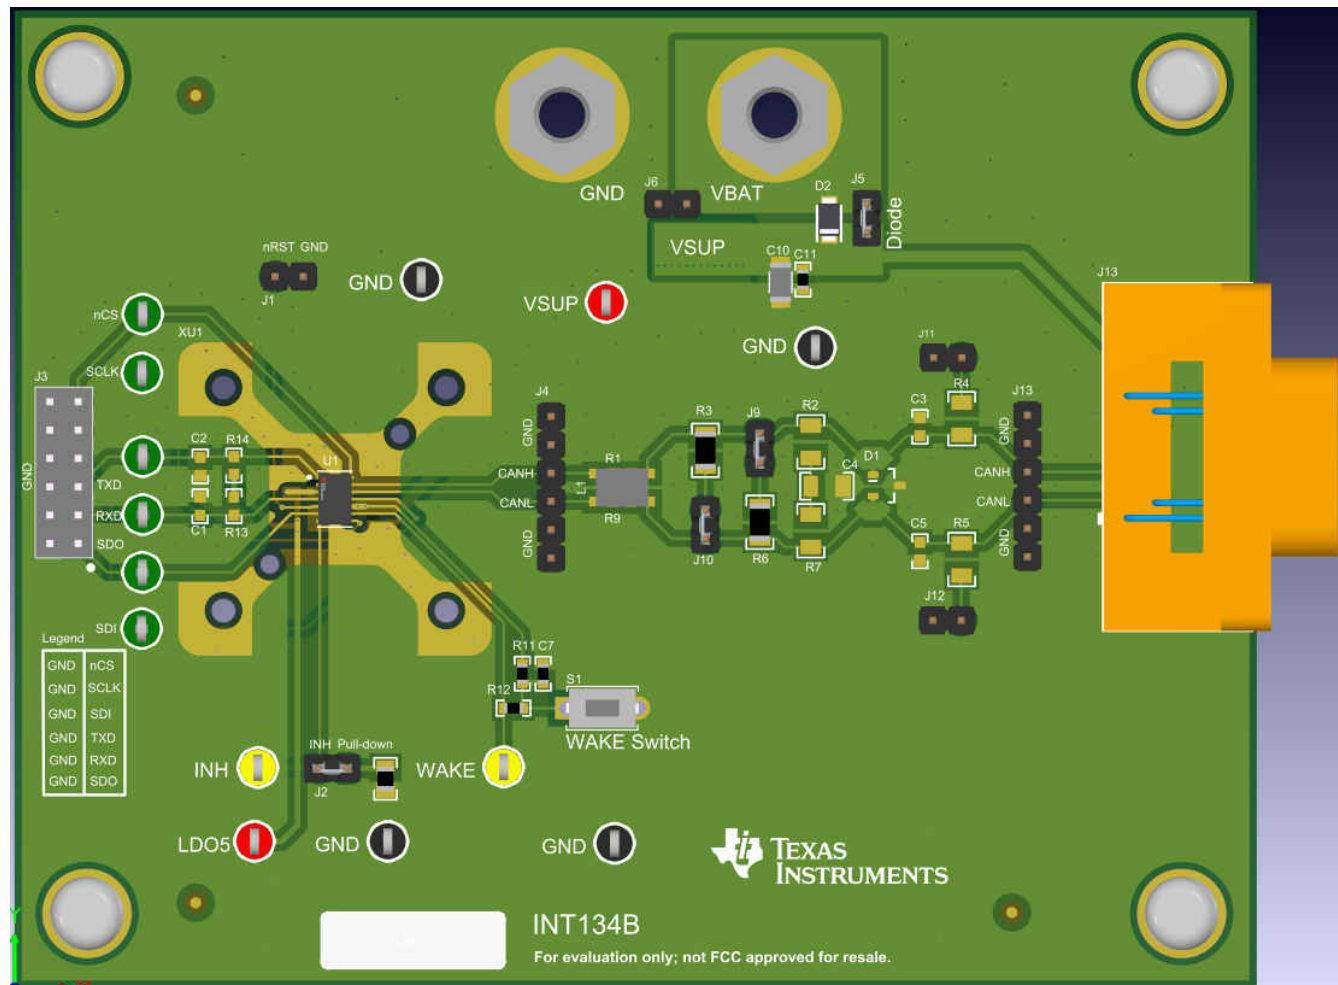 J6
GND
VBAT
D2
J5
Diode
VSUP
C10
C11
nRST GND
J1
GND
VSUP
GND
J13
nCS
XU1
SCLK
J3
GND
TXD
RXD
SDO
SDI
C2
R14
C1
R13
U1
J4
GND
CANH
CANL
GND
R1
L1
R9
R3
J9
R2
J10
R6
R7
C4
D1
J11
C3
R4
J13
GND
CANH
CANL
GND
C5
R5
J12
Legend
GND nCS
GND SCLK
GND SDI
GND TXD
GND RXD
GND SDO
R11 C7
R12
S1
WAKE Switch
INH
INH Pull-down
J2
WAKE
LDO5
GND
GND
ti TEXAS
INSTRUMENTS
INT134B
For evaluation only; not FCC approved for resale.
Y